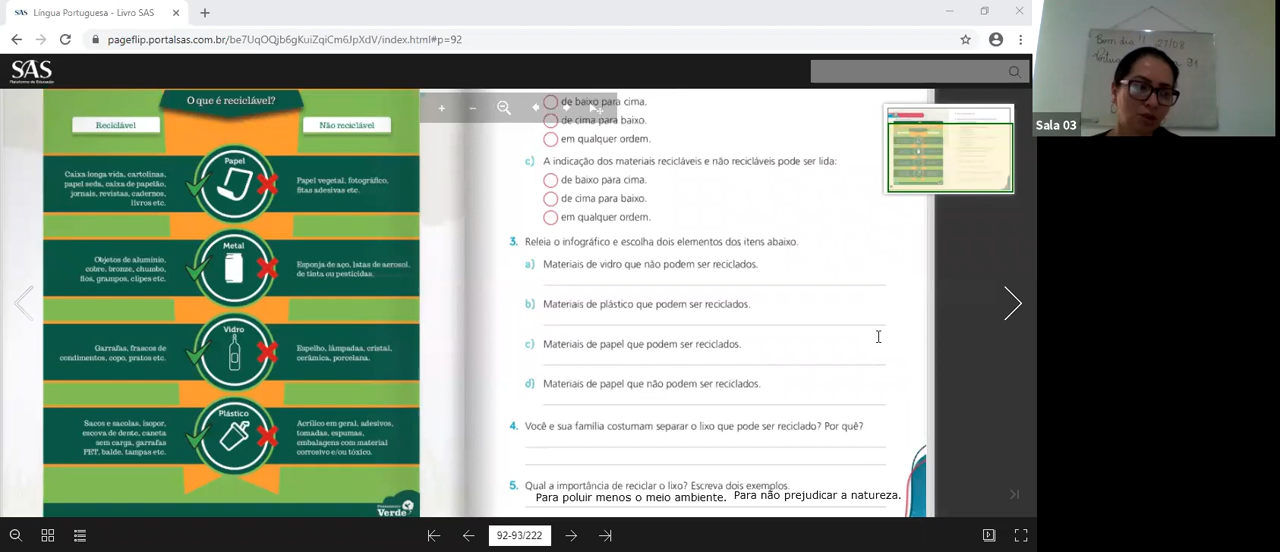 SAS Língua Portuguesa - Livro SAS
pageflip.portalsas.com.br/be7UqOQjb6gKuiZqiCm6JpXdV/index.html#p=92
SAS
Plataforma de Educação
O que é reciclável?
Reciclável
Não reciclável
Papel
Caixa longa vida, cartolinas,
papel seda, caixa de papelão,
jornais, revistas, cadernos,
livros etc.
Papel vegetal, fotográfico,
fitas adesivas etc.
Metal
Objetos de alumínio,
cobre, bronze, chumbo,
fios, grampos, clipes etc.
Esponja de aço, latas de aerosol,
de tinta ou pesticidas.
Vidro
Garrafas, frascos de
condimentos, copo, pratos etc.
Espelho, lâmpadas, cristal,
cerâmica, porcelana.
Plástico
Sacos e sacolas, isopor,
escova de dente, caneta
sem carga, garrafas
PET, balde, tampas etc.
Acrílico em geral, adesivos,
tomadas, espumas,
embalagens com material
corrosivo e/ou tóxico.
Verde
de baixo para cima.
de cima para baixo.
em qualquer ordem.
c) A indicação dos materiais recicláveis e não recicláveis pode ser lida:
de baixo para cima.
de cima para baixo.
em qualquer ordem.
3. Releia o infográfico e escolha dois elementos dos itens abaixo.
a) Materiais de vidro que não podem ser reciclados.
b) Materiais de plástico que podem ser reciclados.
c) Materiais de papel que podem ser reciclados.
d) Materiais de papel que não podem ser reciclados.
4. Você e sua família costumam separar o lixo que pode ser reciclado? Por quê?
5. Qual a importância de reciclar o lixo? Escreva dois exemplos.
Para poluir menos o meio ambiente. Para não prejudicar a natureza.
92-93/222
Bom dia
27/08
Sala 03